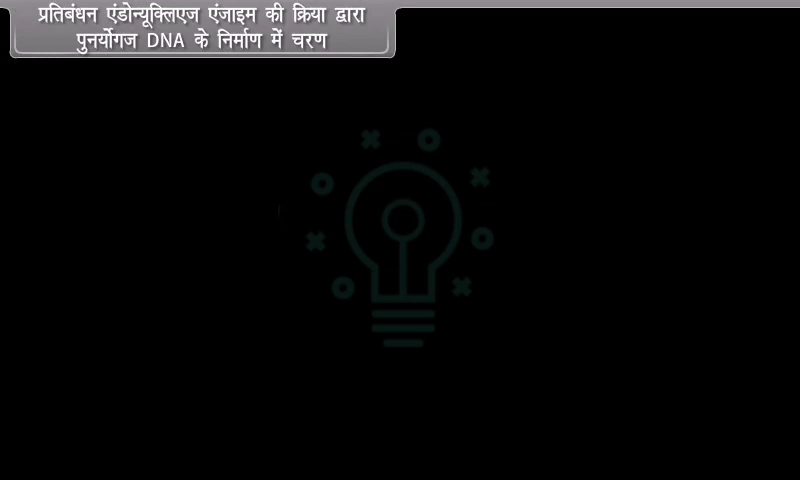 प्रतिबंधन एंडोन्यूक्लिएज एंजाइम की क्रिया द्वारा
पुनर्योगज DNA के निर्माण में चरण